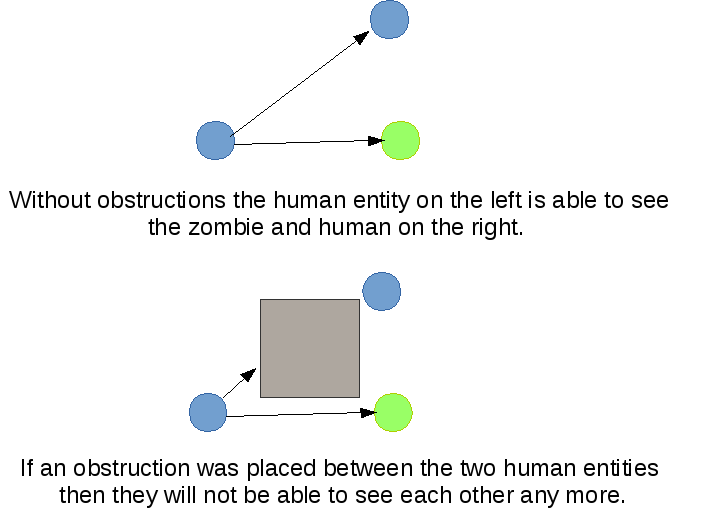 Without obstructions the human entity on the left is able to see
the zombie and human on the right.
If an obstruction was placed between the two human entities
then they will not be able to see each other any more.